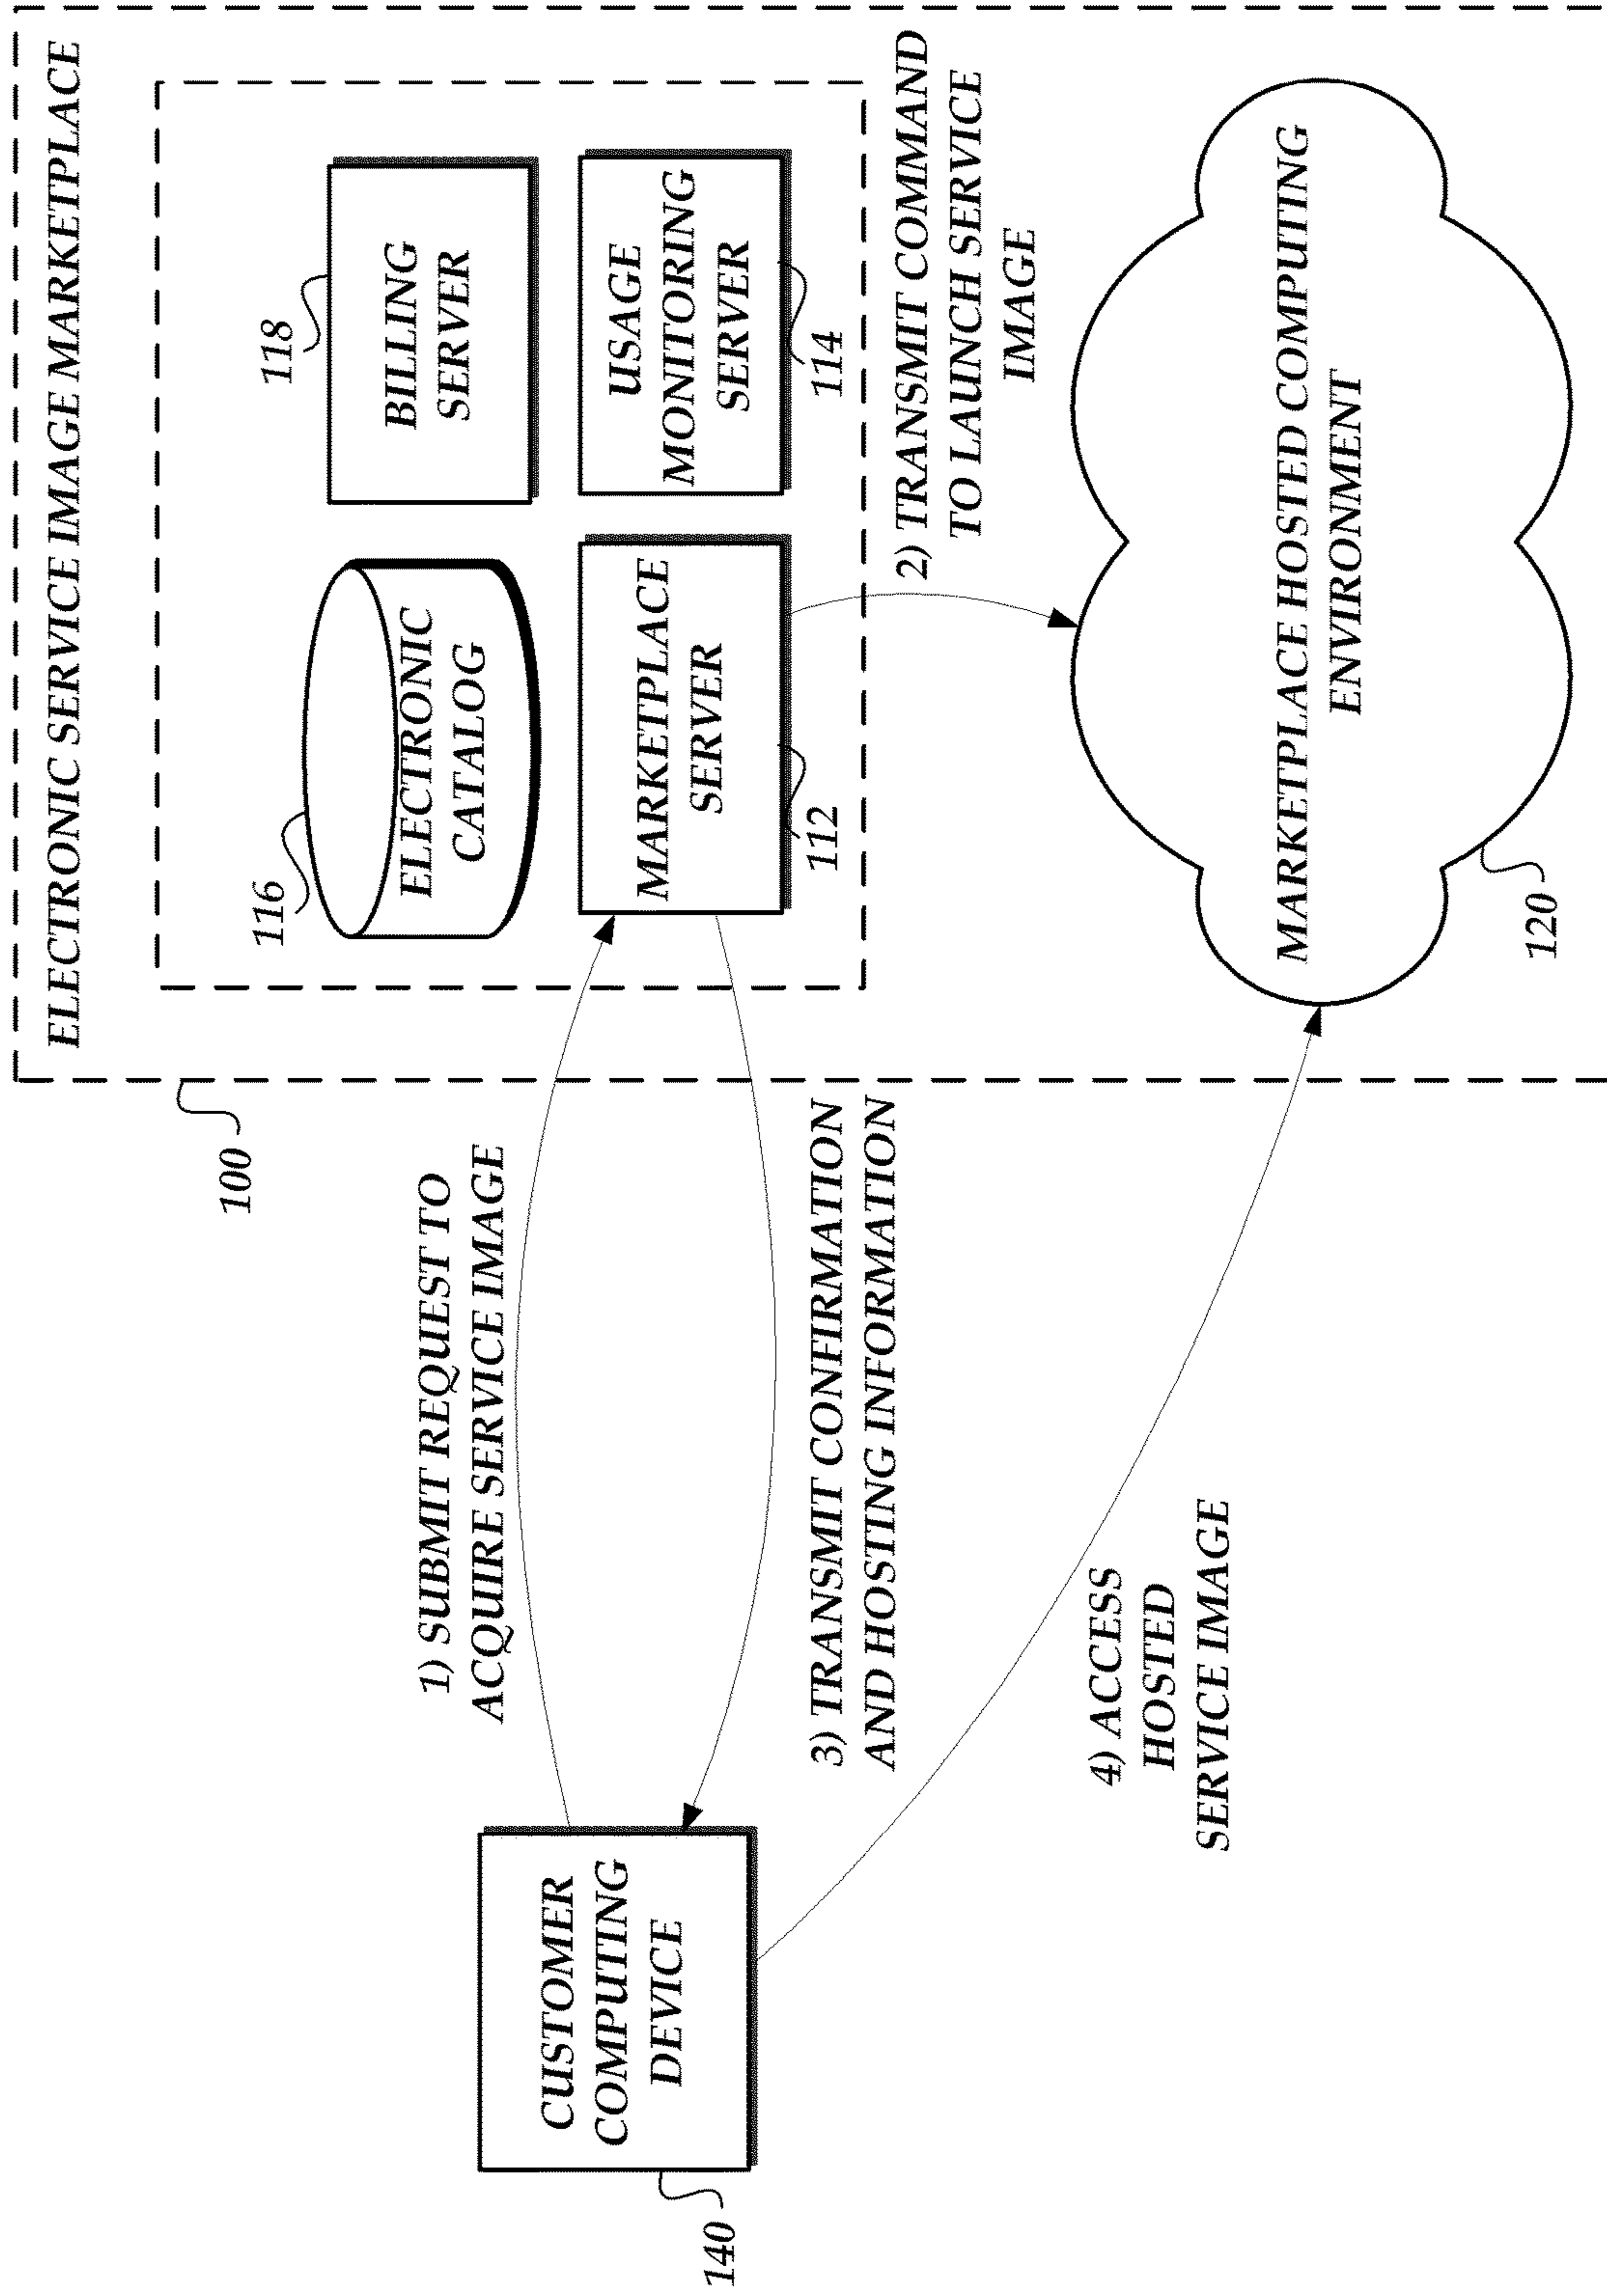 ELECTRONIC SERVICE IMAGE MARKETPLACE
100
116
118
ELECTRONIC
CATALOG
BILLING
SERVER
1) SUBMIT REQUEST TO
ACQUIRE SERVICE IMAGE
CUSTOMER
COMPUTING
DEVICE
140
MARKETPLACE
SERVER
112
USAGE
MONITORING
SERVER
114
3) TRANSMIT CONFIRMATION
AND HOSTING INFORMATION
2) TRANSMIT COMMAND
TO LAUNCH SERVICE
IMAGE
4) ACCESS
HOSTED
SERVICE IMAGE
MARKETPLACE HOSTED COMPUTING
ENVIRONMENT
120